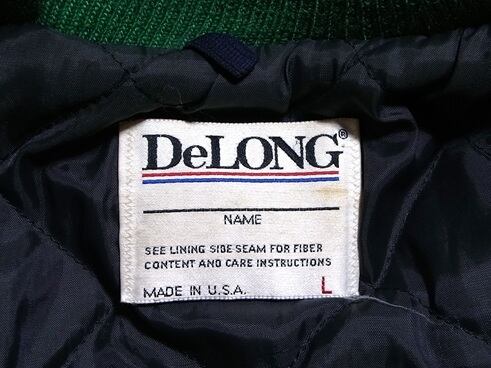 DeLONG®
NAME
SEE LINING SIDE SEAM FOR FIBER
CONTENT AND CARE INSTRUCTIONS
MADE IN U.S.A. L